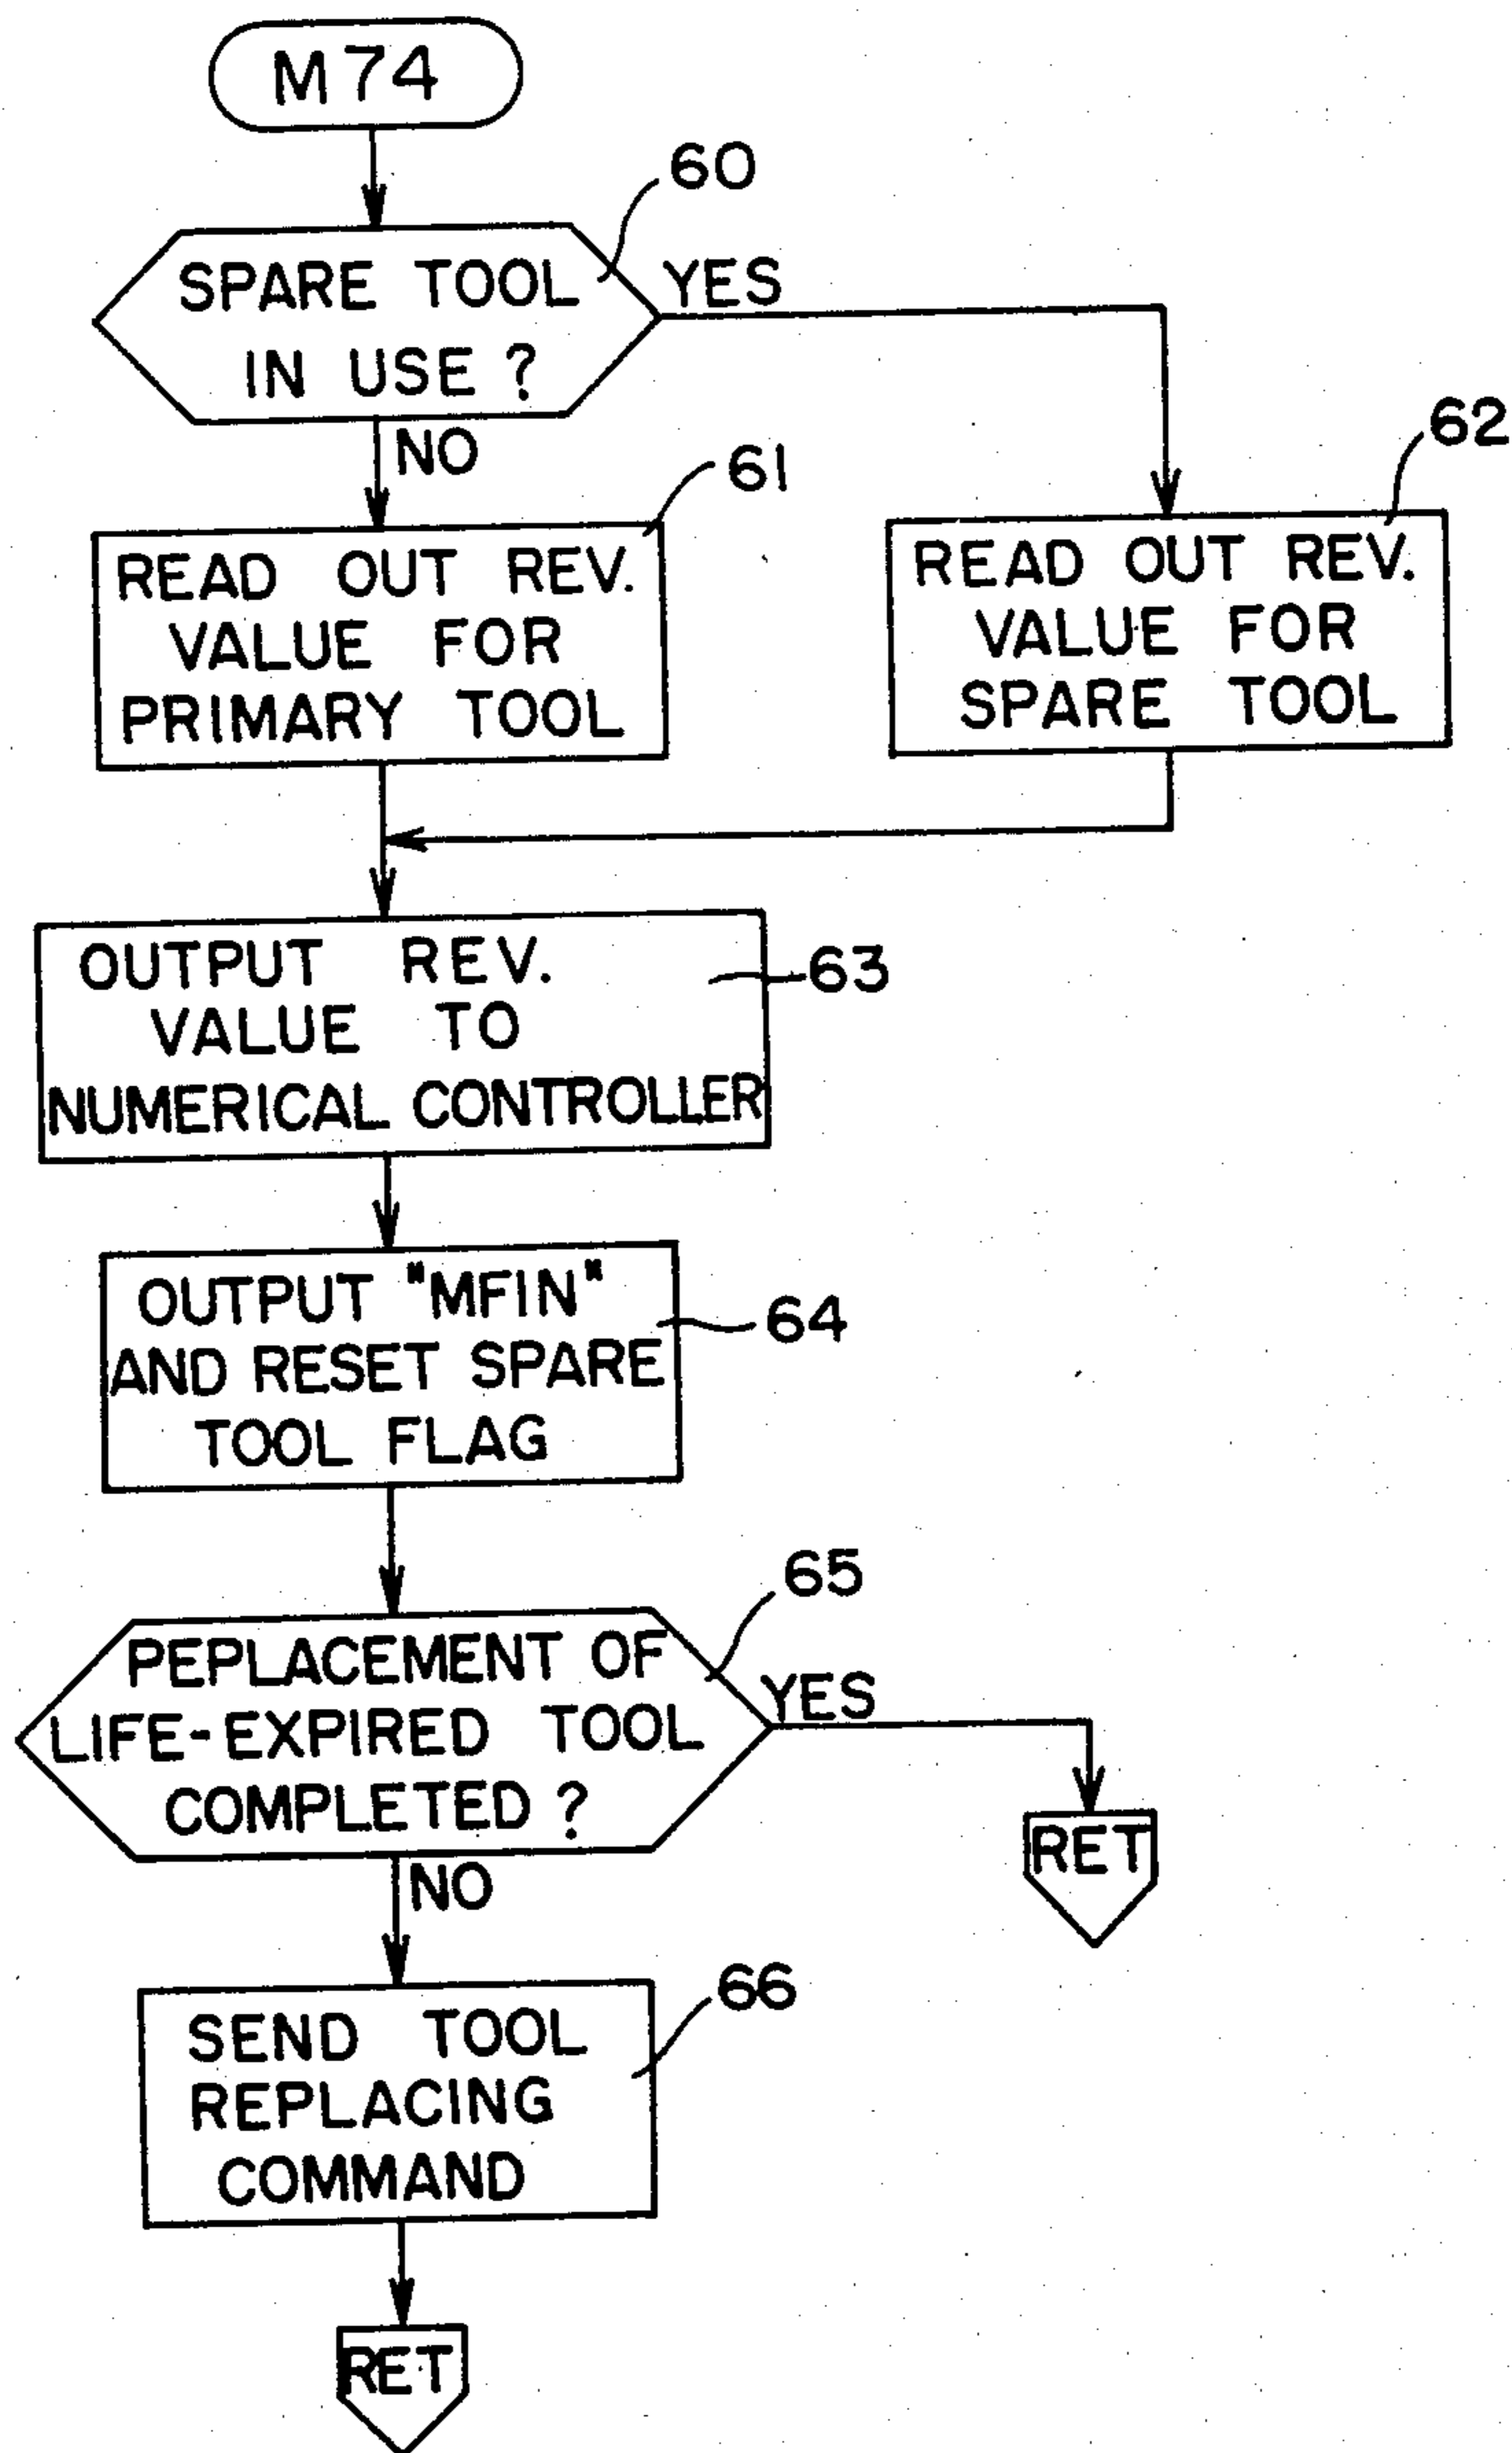 M74
60
SPARE TOOL
IN USE ?
YES
NO
61
READ OUT REV.
VALUE FOR
PRIMARY TOOL
62
READ OUT REV.
VALUE FOR
SPARE TOOL
OUTPUT REV.
VALUE TO
NUMERICAL CONTROLLER
63
OUTPUT "MFIN"
AND RESET SPARE
TOOL FLAG
64
65
PEPLACEMENT OF
LIFE-EXPIRED TOOL
COMPLETED ?
YES
RET
NO
66
SEND TOOL
REPLACING
COMMAND
RET